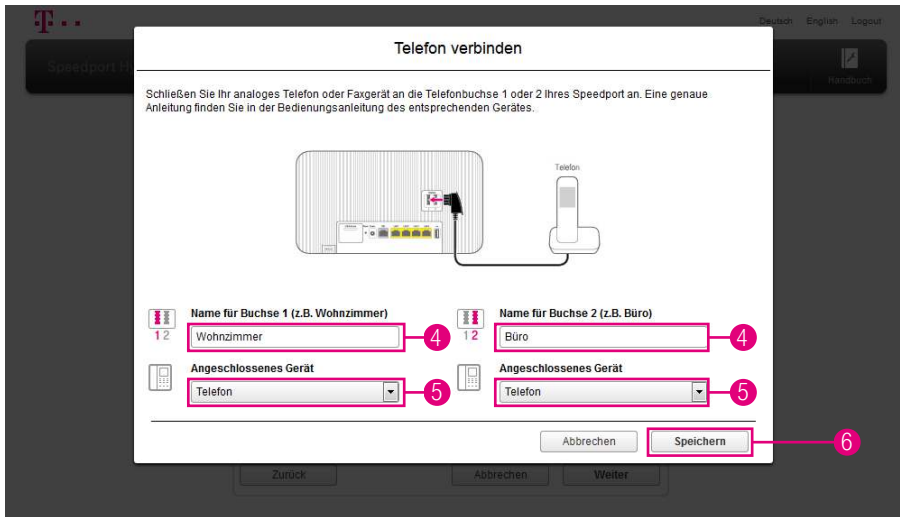 T
Deutsch English Logout
Speedport H
Handbuch
Telefon verbinden
Schließen Sie Ihr analoges Telefon oder Faxgerät an die Telefonbuchse 1 oder 2 Ihres Speedport an. Eine genaue
Anleitung finden Sie in der Bedienungsanleitung des entsprechenden Gerätes.
Telefon
Name für Buchse 1 (z.B. Wohnzimmer)
1 2
Wohnzimmer
4
Name für Buchse 2 (z.B. Büro)
1 2
Büro
4
Angeschlossenes Gerät
Telefon
5
Angeschlossenes Gerät
Telefon
5
Abbrechen
Speichern
6
Zurück
Abbrechen
Weiter